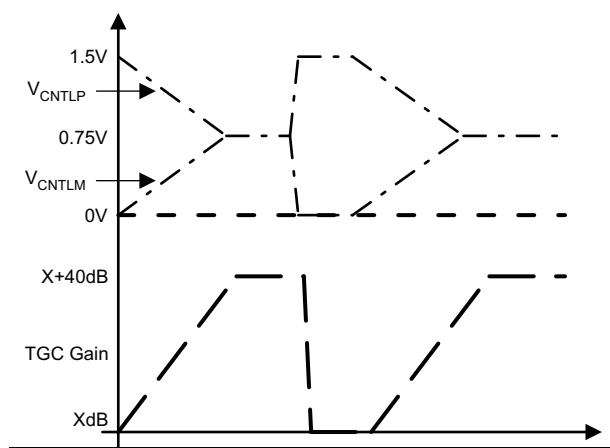 1.5V
VCNTLP
0.75V
VCNTLM
0V
X+40dB
TGC Gain
XdB